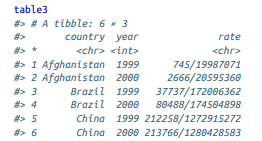 table3
#> # A tibble: 6 × 3
#> country year rate
#> * <chr> <int> <chr>
#> 1 Afghanistan 1999 745/19987071
#> 2 Afghanistan 2000 2666/20595360
#> 3 Brazil 1999 37737/172006362
#> 4 Brazil 2000 80488/174504898
#> 5 China 1999 212258/1272915272
#> 6 China 2000 213766/1280428583